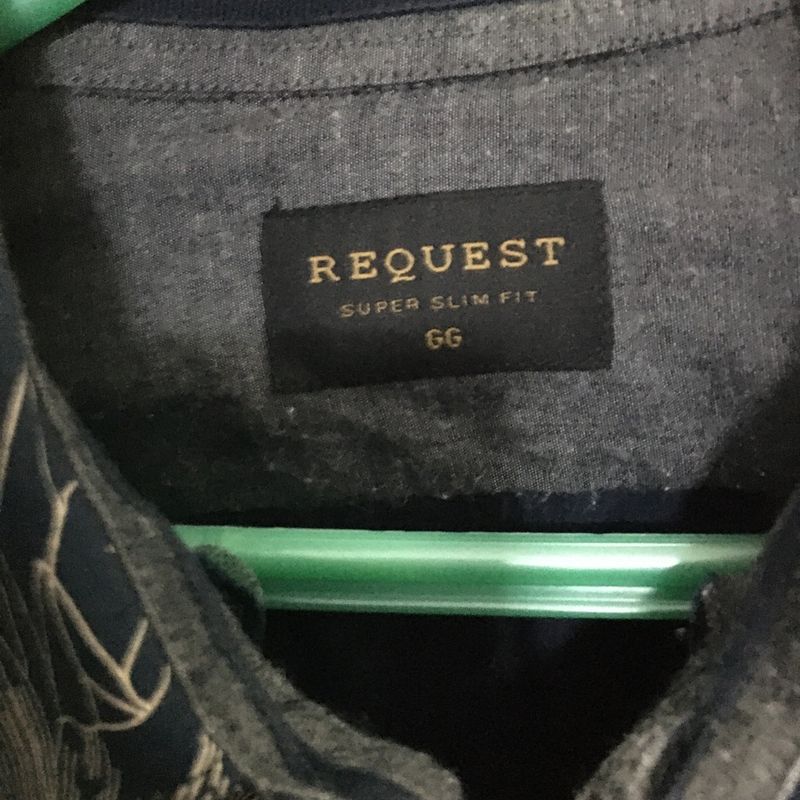 REQUEST
SUPER SLIM FIT
GG